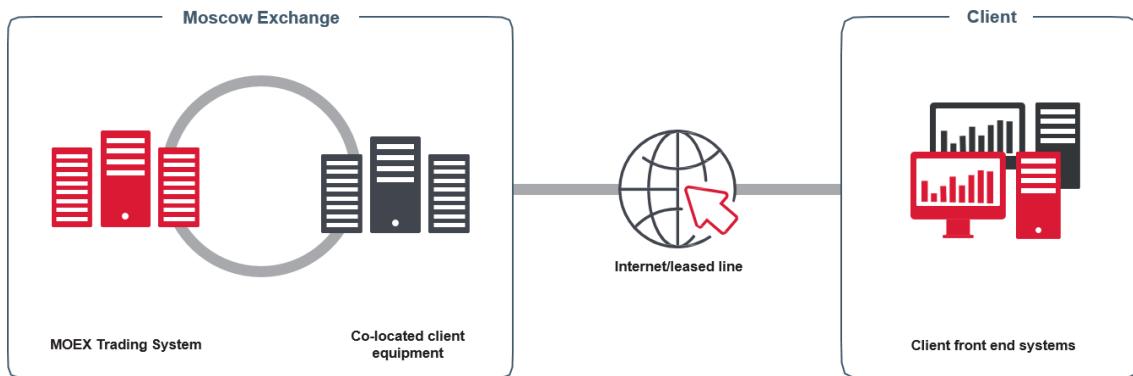 Moscow Exchange
Client
Internet/leased line
MOEX Trading System
Co-located client
equipment
Client front end systems